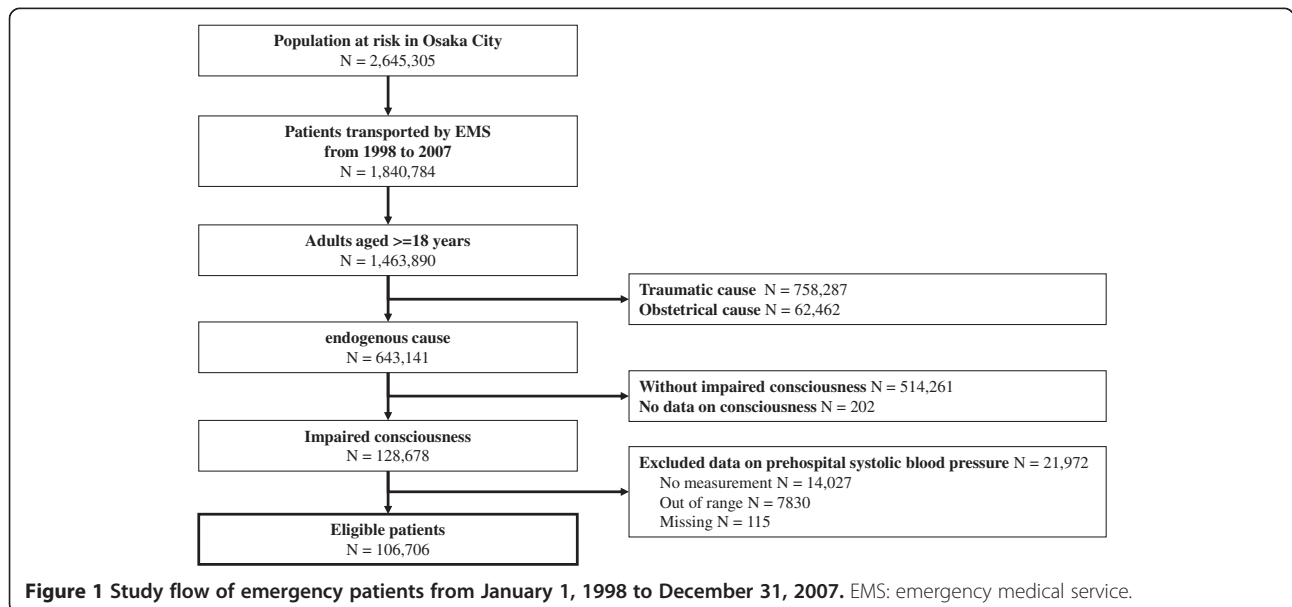 Population at risk in Osaka City
N = 2,645,305
Patients transported by EMS
from 1998 to 2007
N = 1,840,784
Adults aged >=18 years
N = 1,463,890
Traumatic cause N = 758,287
Obstetrical cause N = 62,462
endogenous cause
N = 643,141
Without impaired consciousness N = 514,261
No data on consciousness N = 202
Impaired consciousness
N = 128,678
Excluded data on prehospital systolic blood pressure N = 21,972
No measurement N = 14,027
Out of range N = 7830
Missing N = 115
Eligible patients
N = 106,706
Figure 1 Study flow of emergency patients from January 1, 1998 to December 31, 2007. EMS: emergency medical service.